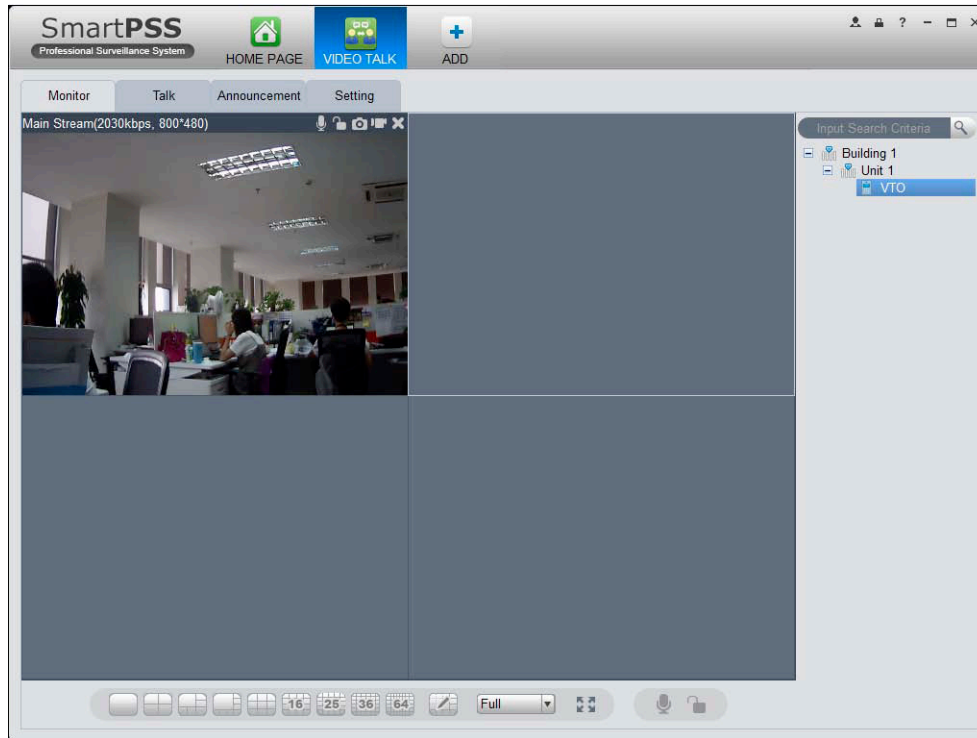 SmartPSS
Professional Surveillance System
HOME PAGE
VIDEO TALK
ADD
?
Monitor
Talk
Announcement
Setting
Main Stream(2030kbps, 800*480)
Input Search Criteria
Building 1
Unit 1
VTO
16
25
36
64
Full